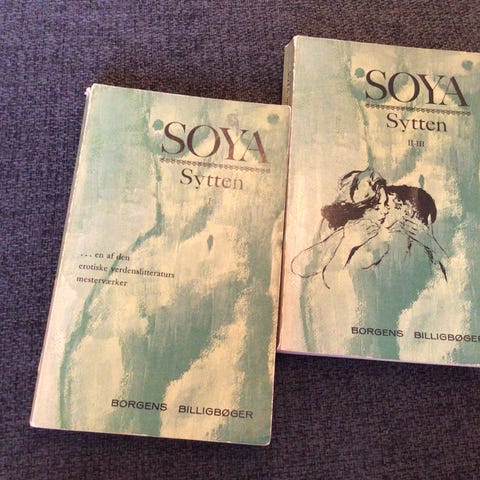 SOYA
Sytten
...en af den
erotiske verdenslitteraturs
mesterværker
BORGENS BILLIGBØGER
SOYA
Sytten
II-III
BORGENS BILLIGBØGER